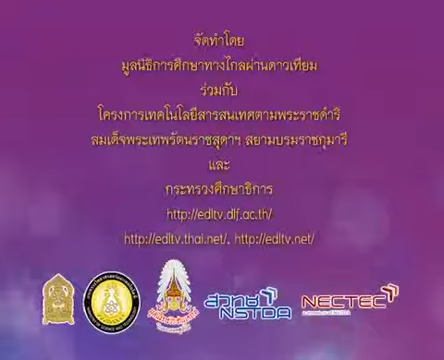 จัดทำโดย
มูลนิธิการศึกษาทางไกลผ่านดาวเทียม
ร่วมกับ
โครงการเทคโนโลยีสารสนเทศตามพระราชดำริ
สมเด็จพระเทพรัตนราชสุดาฯ สยามบรมราชกุมารี
และ
กระทรวงศึกษาธิการ
http://edltv.dlf.ac.th/
http://edltv.thai.net/, http://edltv.net/
สวทช NECTEC
NSTDA